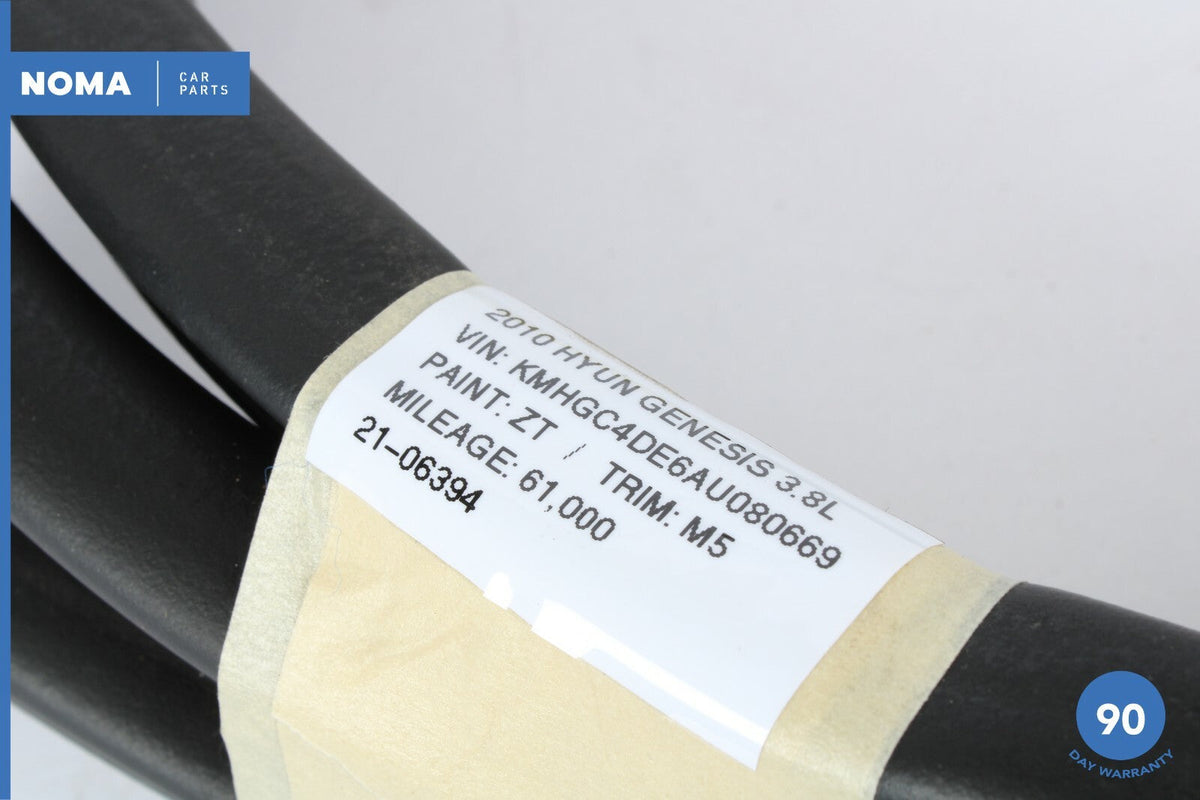 NOMA
CAR
PARTS
2010 HYUN GENESIS 3.8L
VIN: KMHGC4DE6AU080669
PAINT: ZT / TRIM: M5
MILEAGE: 61,000
21-06394
90
DAY WARRANTY